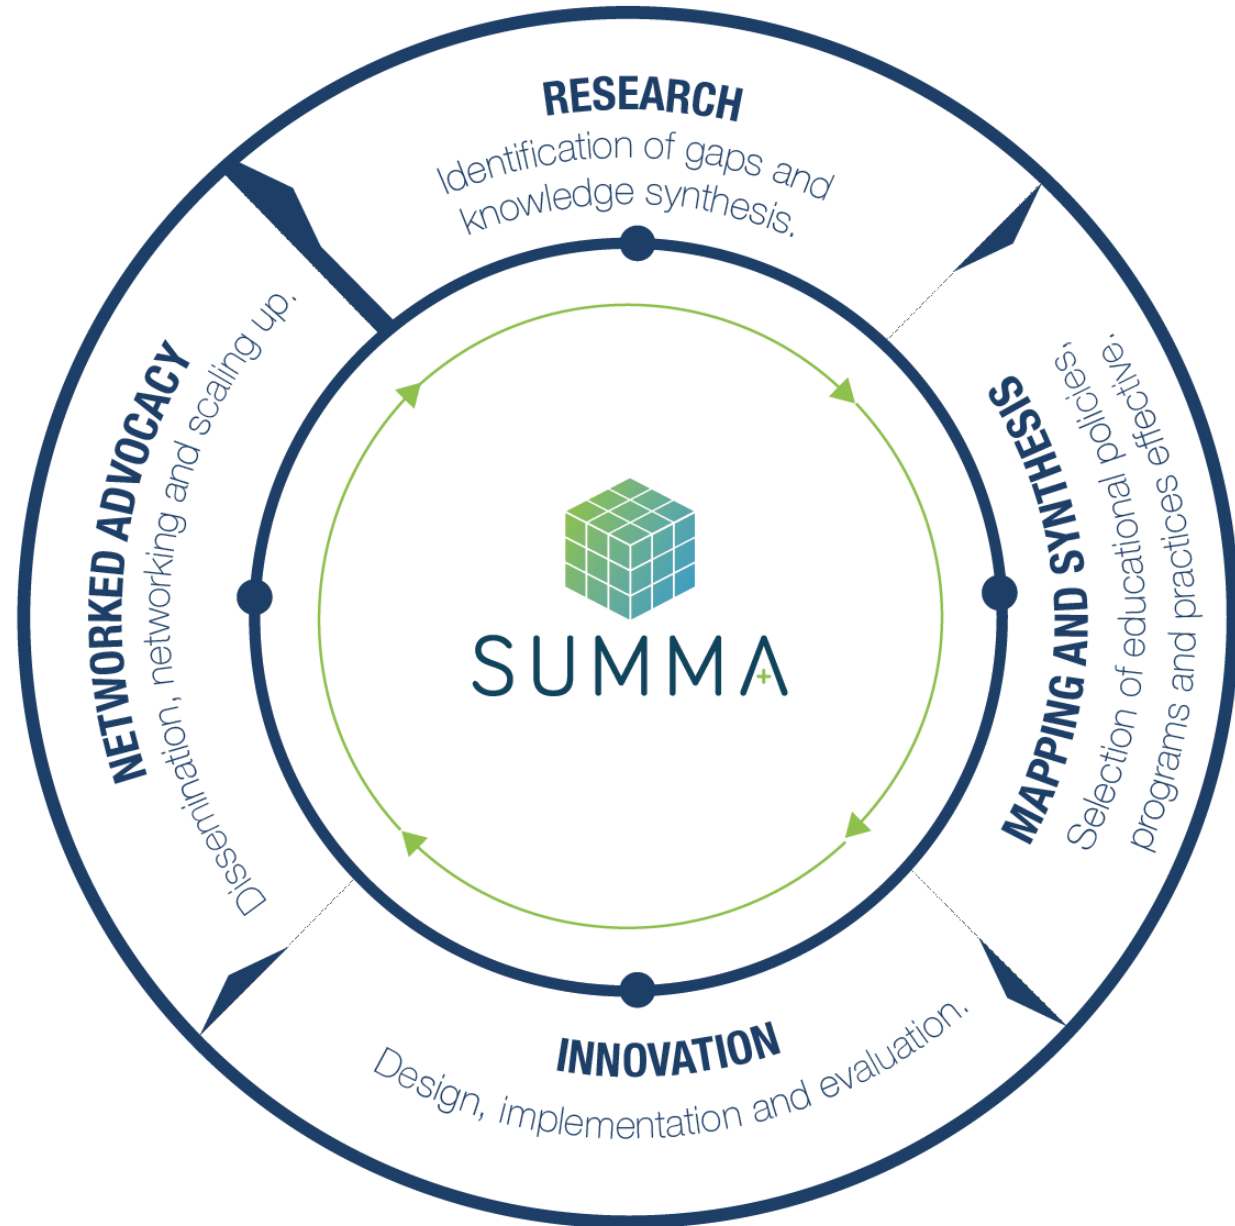 RESEARCH
Identification of gaps and
knowledge synthesis.
MAPPING AND SYNTHESIS
Selection of educational policies,
programs and practices effective.
INNOVATION
Design, implementation and evaluation.
NETWORKED ADVOCACY
Dissemination, networking and scaling up.
SUMMA